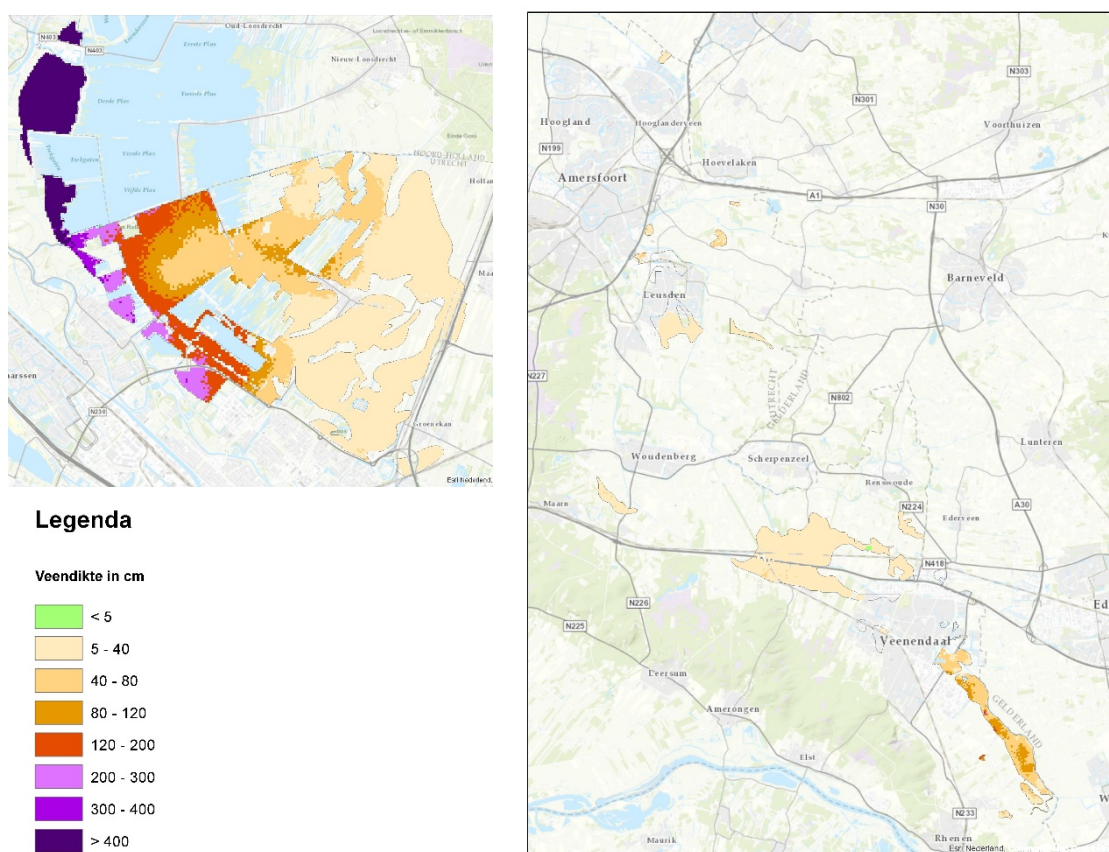 Oud-Loosdrecht
N403
N403
Eerste Plas
Nieuw-Loosdrecht
Derde Plas
Tweede Plas
NOORD-HOLLAND
UTRECHT
Vierde Plas
Vijfde Plas
Holland
N230
Groenekan
Esri Nederland,
Legenda
Veendikte in cm
< 5
5 - 40
40 - 80
80 - 120
120 - 200
200 - 300
300 - 400
> 400
N303
N301
Hoogland
Hooglanderveen
Voorthuizen
N199
Hoevelaken
Amersfoort
A1
N30
Barneveld
Leusden
N227
UTRECHT
GELDERLAND
N802
Lunteren
Woudenberg
Scherpenzeel
Renswoude
Maarn
N224
Ederveen
A30
N418
N226
Ed
N225
Veenendaal
Leersum
GELDERLAND
Amerongen
Elst
W
N233
Maurik
Rhenen
Esri Nederland,